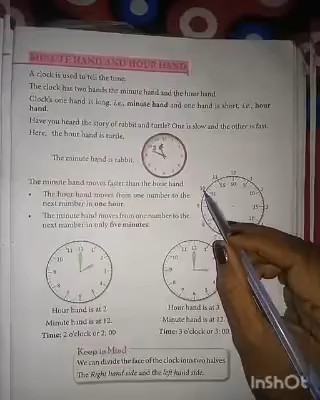 MINUTE HAND AND HOUR HAND
A clock is used to tell the time.
The clock has two hands the minute hand and the hour hand.
Clock's one hand is long, i.e., minute hand and one hand is short, i.e., hour
hand.
Have you heard the story of rabbit and turtle? One is slow and the other is fast.
Here, the hour hand is turtle.
The minute hand is rabbit.
The minute hand moves faster than the hour hand.
• The hour hand moves from one number to the
next number in one hour.
• The minute hand moves from one number to the
next number in only five minutes.
Hour hand is at 2
Minute hand is at 12.
Time: 2 o'clock or 2: 00
Hour hand is at 3
Minute hand is at 12.
Time: 3 o'clock or 3: 00
Keep in Mind
We can divide the face of the clock into two halves.
The Right hand side and the left hand side.
InShOt